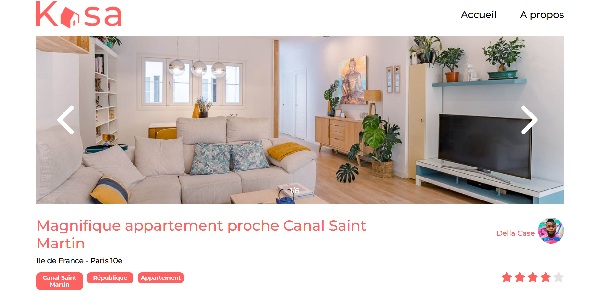 Kasa
Accueil A propos
1/6
Magnifique appartement proche Canal Saint
Martin
Ile de France - Paris 10e
Della Case
Canal Saint
Martin
République
Appartement